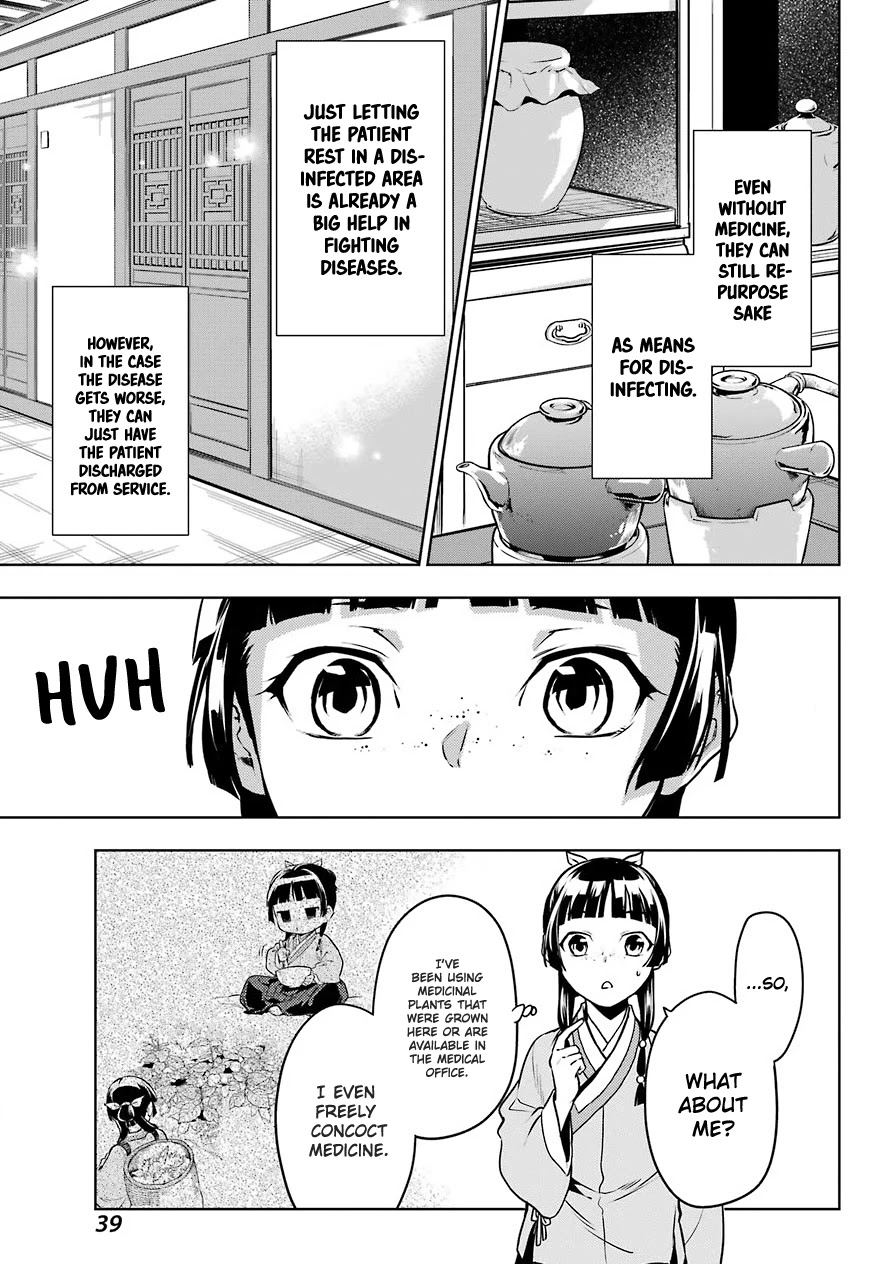 EVEN
WITHOUT
MEDICINE,
THEY CAN
STILL RE-
PURPOSE
SAKE
AS MEANS
FOR DIS-
INFECTING.
JUST LETTING
THE PATIENT
REST IN A DIS-
INFECTED AREA
IS ALREADY A
BIG HELP IN
FIGHTING
DISEASES.
HOWEVER,
IN THE CASE
THE DISEASE
GETS WORSE,
THEY CAN
JUST HAVE
THE PATIENT
DISCHARGED
FROM SERVICE.
HUH
...SO,
WHAT
ABOUT
ME?
I'VE
BEEN USING
MEDICINAL
PLANTS THAT
WERE GROWN
HERE OR ARE
AVAILABLE IN
THE MEDICAL
OFFICE.
I EVEN
FREELY
CONCOCT
MEDICINE.
39